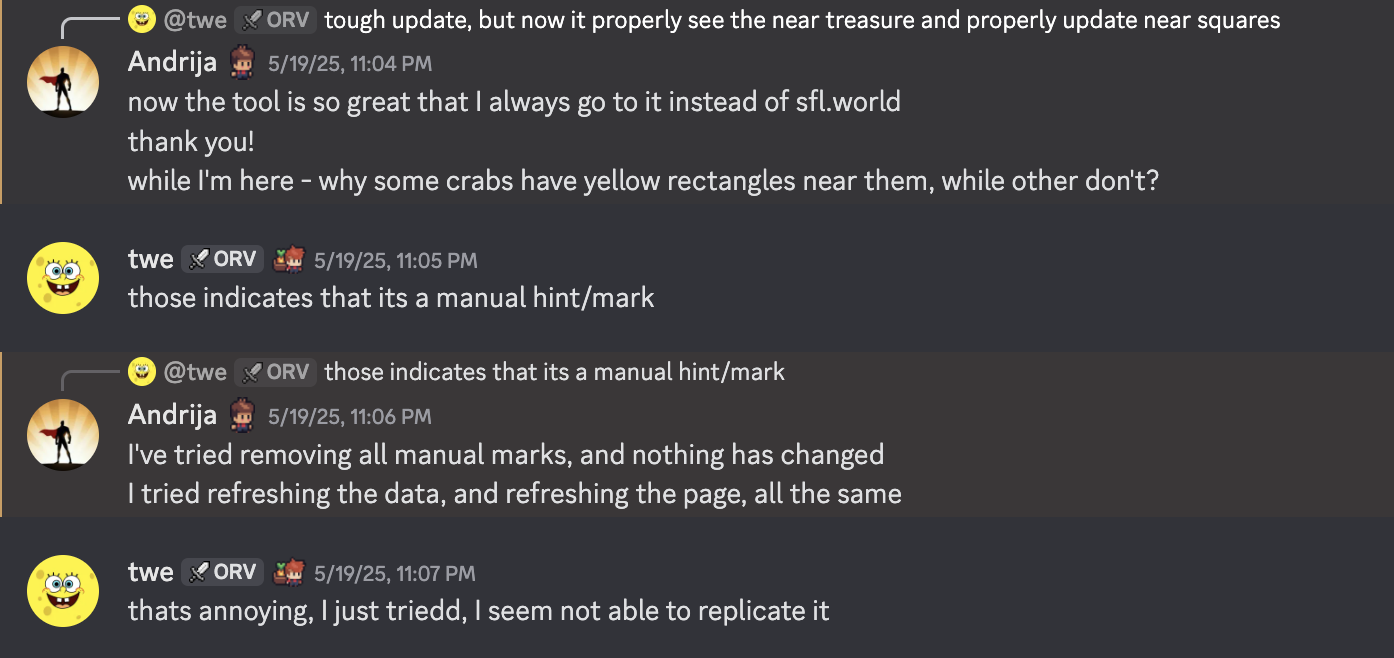 @twe ORV tough update, but now it properly see the near treasure and properly update near squares
Andrija 5/19/25, 11:04 PM
now the tool is so great that I always go to it instead of sfl.world
thank you!
while I'm here - why some crabs have yellow rectangles near them, while other don't?
twe ORV 5/19/25, 11:05 PM
those indicates that its a manual hint/mark
@twe ORV those indicates that its a manual hint/mark
Andrija 5/19/25, 11:06 PM
I've tried removing all manual marks, and nothing has changed
I tried refreshing the data, and refreshing the page, all the same
twe ORV 5/19/25, 11:07 PM
thats annoying, I just triedd, I seem not able to replicate it